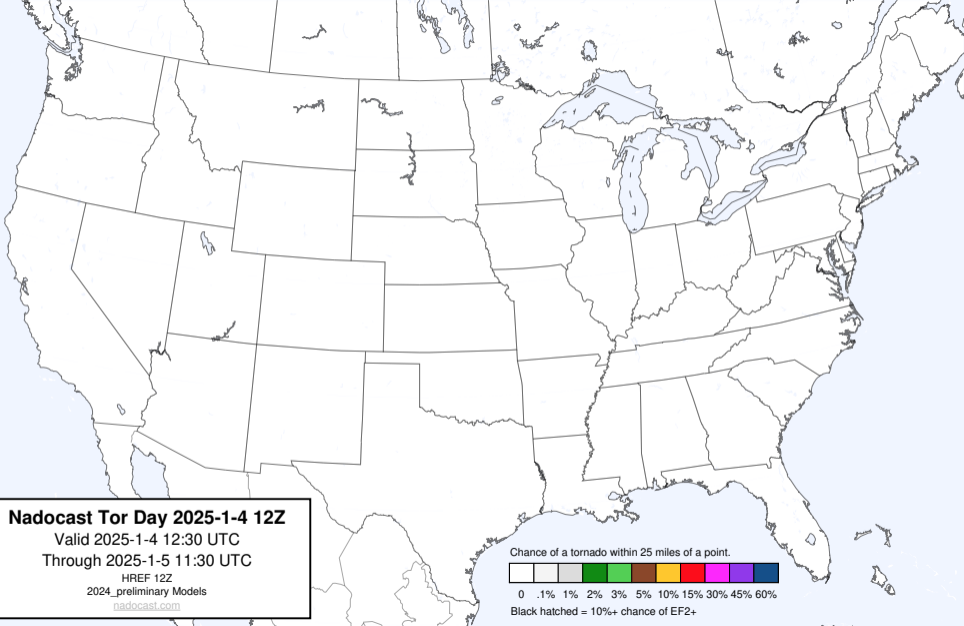 Nadocast Tor Day 2025-1-4 12Z
Valid 2025-1-4 12:30 UTC
Through 2025-1-5 11:30 UTC
HREF 12Z
2024_preliminary Models
nadocast.com
Chance of a tornado within 25 miles of a point.
0 .1% 1% 2% 3% 5% 10% 15% 30% 45% 60%
Black hatched = 10%+ chance of EF2+